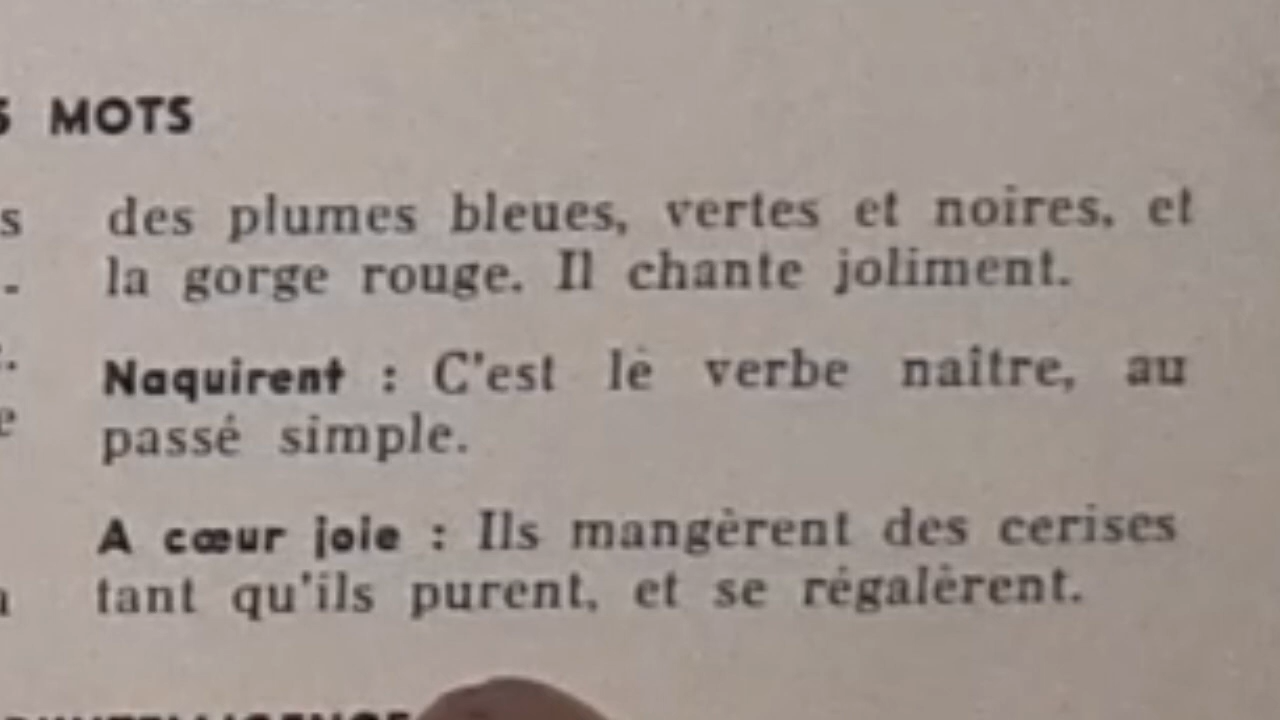 MOTS
des plumes bleues, vertes et noires, et
la gorge rouge. Il chante joliment.
Naquirent : C'est le verbe naître, au
passé simple.
A cœur joie : Ils mangèrent des cerises
tant qu'ils purent, et se régalèrent.